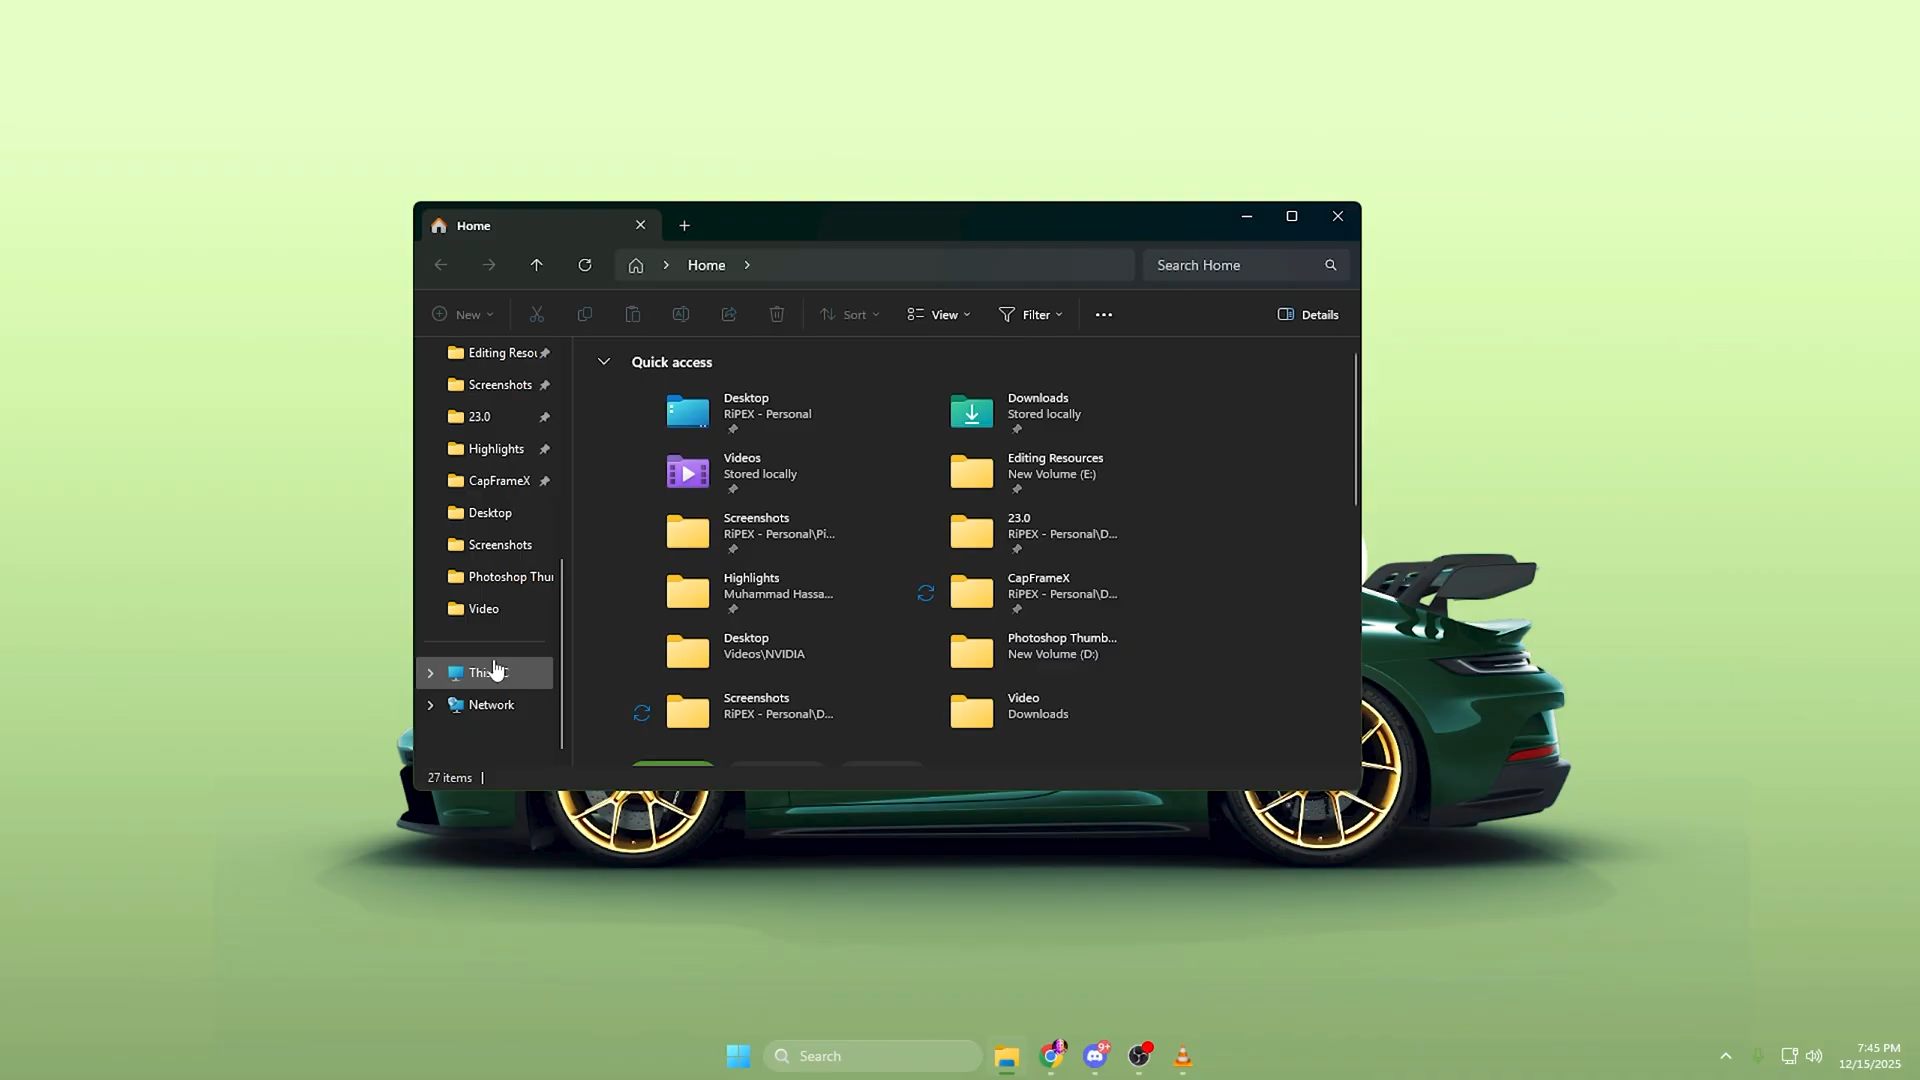 Home
Home
Search Home
New
Sort
View
Filter
Details
Editing Resou
Screenshots
23.0
Highlights
CapFrameX
Desktop
Screenshots
Photoshop Thu
Video
Network
Quick access
Desktop
RiPEX - Personal
Downloads
Stored locally
Videos
Stored locally
Editing Resources
New Volume (E:)
Screenshots
RiPEX - Personal\Pi...
23.0
RiPEX - Personal\D...
Highlights
Muhammad Hassa...
CapFrameX
RiPEX - Personal\D...
Desktop
Videos\NVIDIA
Photoshop Thumb...
New Volume (D:)
Screenshots
RiPEX - Personal\D...
Video
Downloads
27 items
Search
9+
7:45 PM
12/15/2025